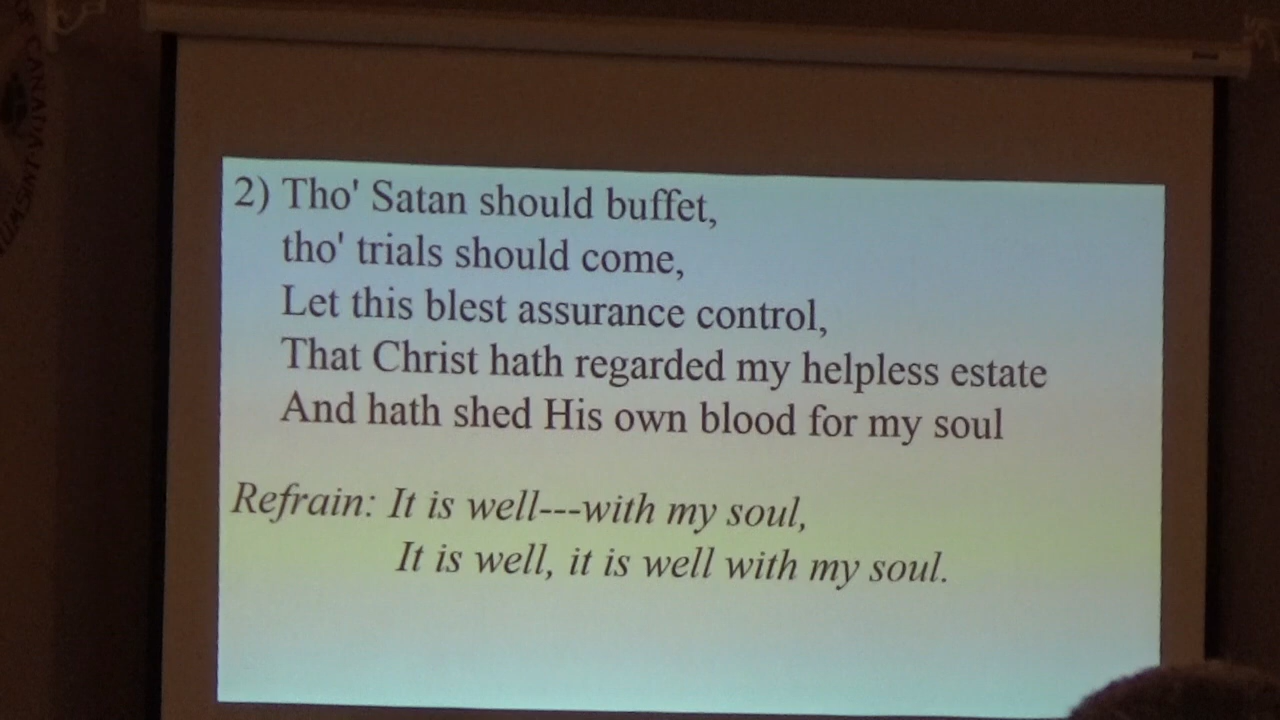 2) Tho' Satan should buffet,
tho' trials should come,
Let this blest assurance control,
That Christ hath regarded my helpless estate
And hath shed His own blood for my soul
Refrain: It is well---with my soul,
It is well, it is well with my soul.